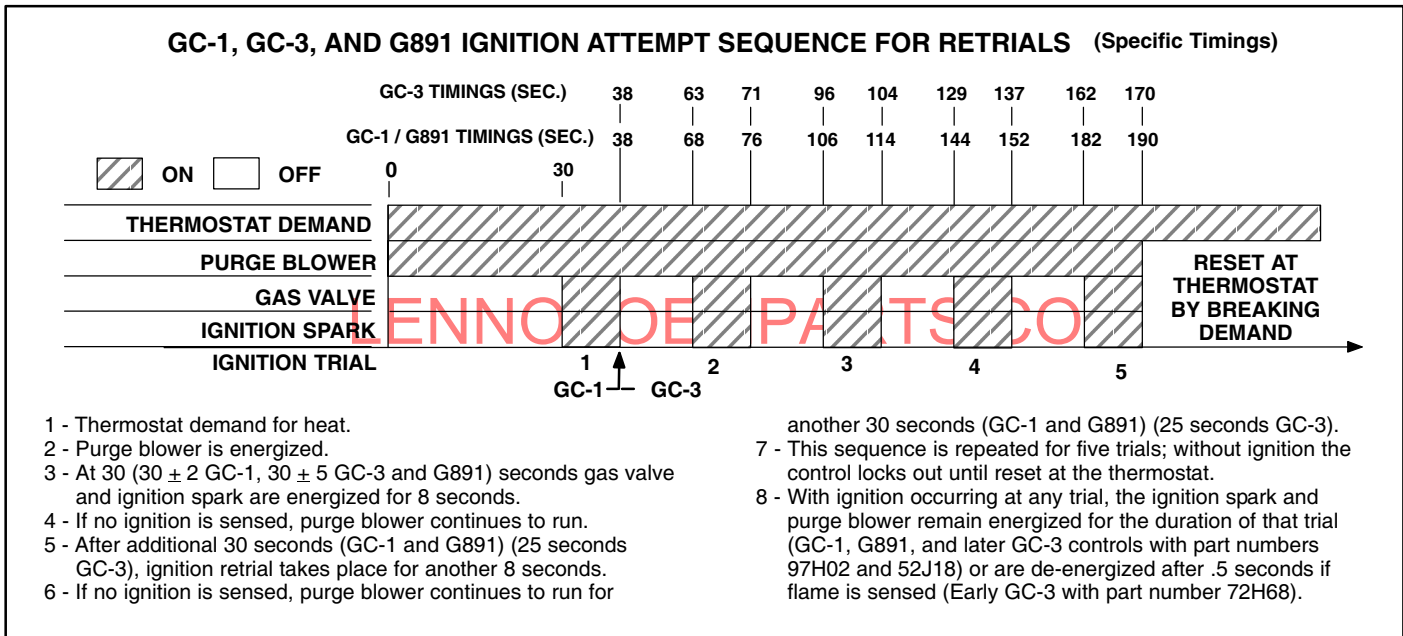 GC-1, GC-3, AND G891 IGNITION ATTEMPT SEQUENCE FOR RETRIALS (Specific Timings)
GC-3 TIMINGS (SEC.) 38 63 71 96 104 129 137 162 170
GC-1 / G891 TIMINGS (SEC.) 38 68 76 106 114 144 152 182 190
ON OFF 0 30
THERMOSTAT DEMAND
PURGE BLOWER
GAS VALVE
IGNITION SPARK
IGNITION TRIAL 1 2 3 4 5
GC-1 GC-3
RESET AT
THERMOSTAT
BY BREAKING
DEMAND
LENNO OE PARTS CO
1 - Thermostat demand for heat.
2 - Purge blower is energized.
3 - At 30 (30 ± 2 GC-1, 30 ± 5 GC-3 and G891) seconds gas valve
and ignition spark are energized for 8 seconds.
4 - If no ignition is sensed, purge blower continues to run.
5 - After additional 30 seconds (GC-1 and G891) (25 seconds
GC-3), ignition retrial takes place for another 8 seconds.
6 - If no ignition is sensed, purge blower continues to run for
another 30 seconds (GC-1 and G891) (25 seconds GC-3).
7 - This sequence is repeated for five trials; without ignition the
control locks out until reset at the thermostat.
8 - With ignition occurring at any trial, the ignition spark and
purge blower remain energized for the duration of that trial
(GC-1, G891, and later GC-3 controls with part numbers
97H02 and 52J18) or are de-energized after .5 seconds if
flame is sensed (Early GC-3 with part number 72H68).